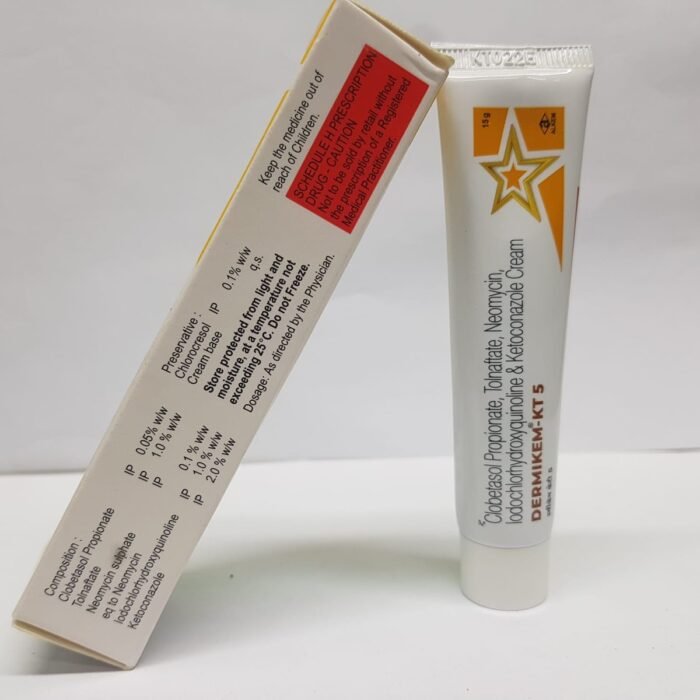 Composition :
Clobetasol Propionate IP 0.05% w/w
Tolnaftate IP 1.0 % w/w
Neomycin sulphate
eq to Neomycin IP 0.1 % w/w
Iodochlorhydroxyquinoline IP 1.0 % w/w
Ketoconazole IP 2.0 % w/w
Preservative :
Chlorocresol IP 0.1% w/w
Cream base q.s.
Store protected from light and
moisture, at a temperature not
exceeding 25°C. Do not Freeze.
Dosage: As directed by the Physician.
Keep the medicine out of
reach of Children.
SCHEDULE H PRESCRIPTION
DRUG - CAUTION
Not to be sold by retail without
the prescription of a Registered
Medical Practitioner.
KT022E
15g
ALKEM
Clobetasol Propionate, Tolnaftate, Neomycin,
Iodochlorhydroxyquinoline & Ketoconazole Cream
DERMIKEM®-KT 5